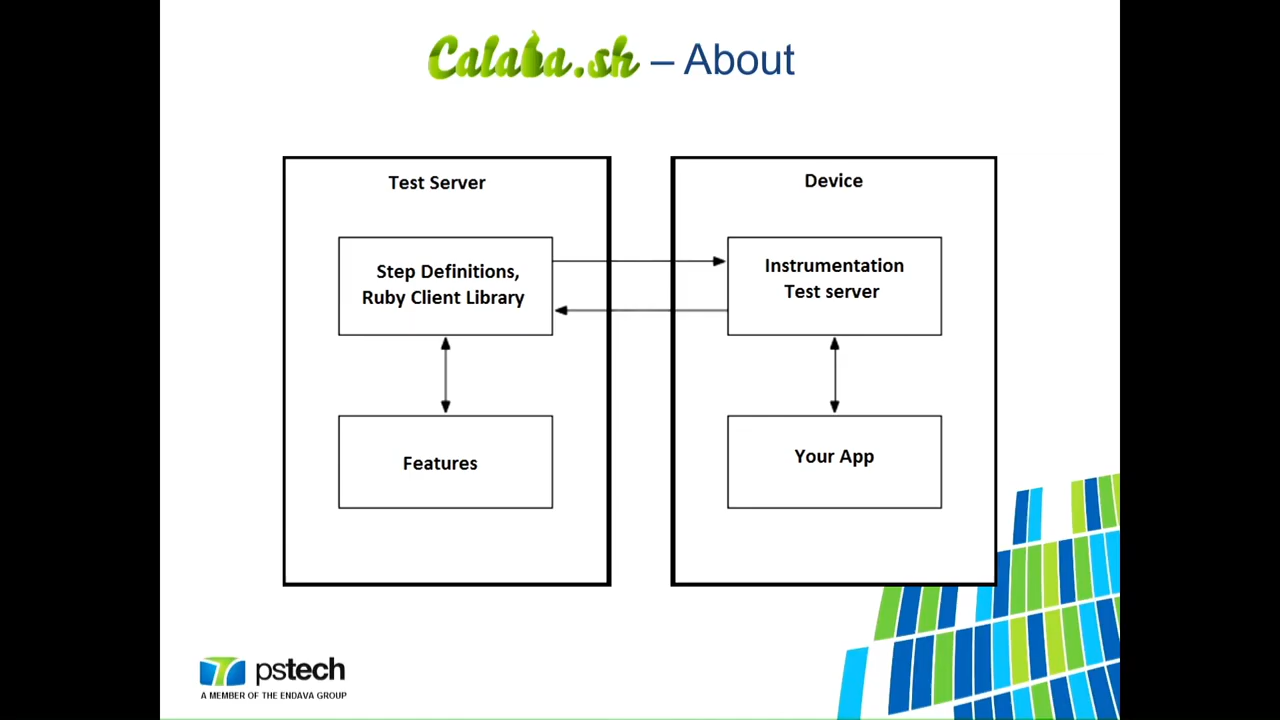 Calaba.sh – About
Test Server
Step Definitions,
Ruby Client Library
Features
Device
Instrumentation
Test server
Your App
pstech
A MEMBER OF THE ENDAVA GROUP